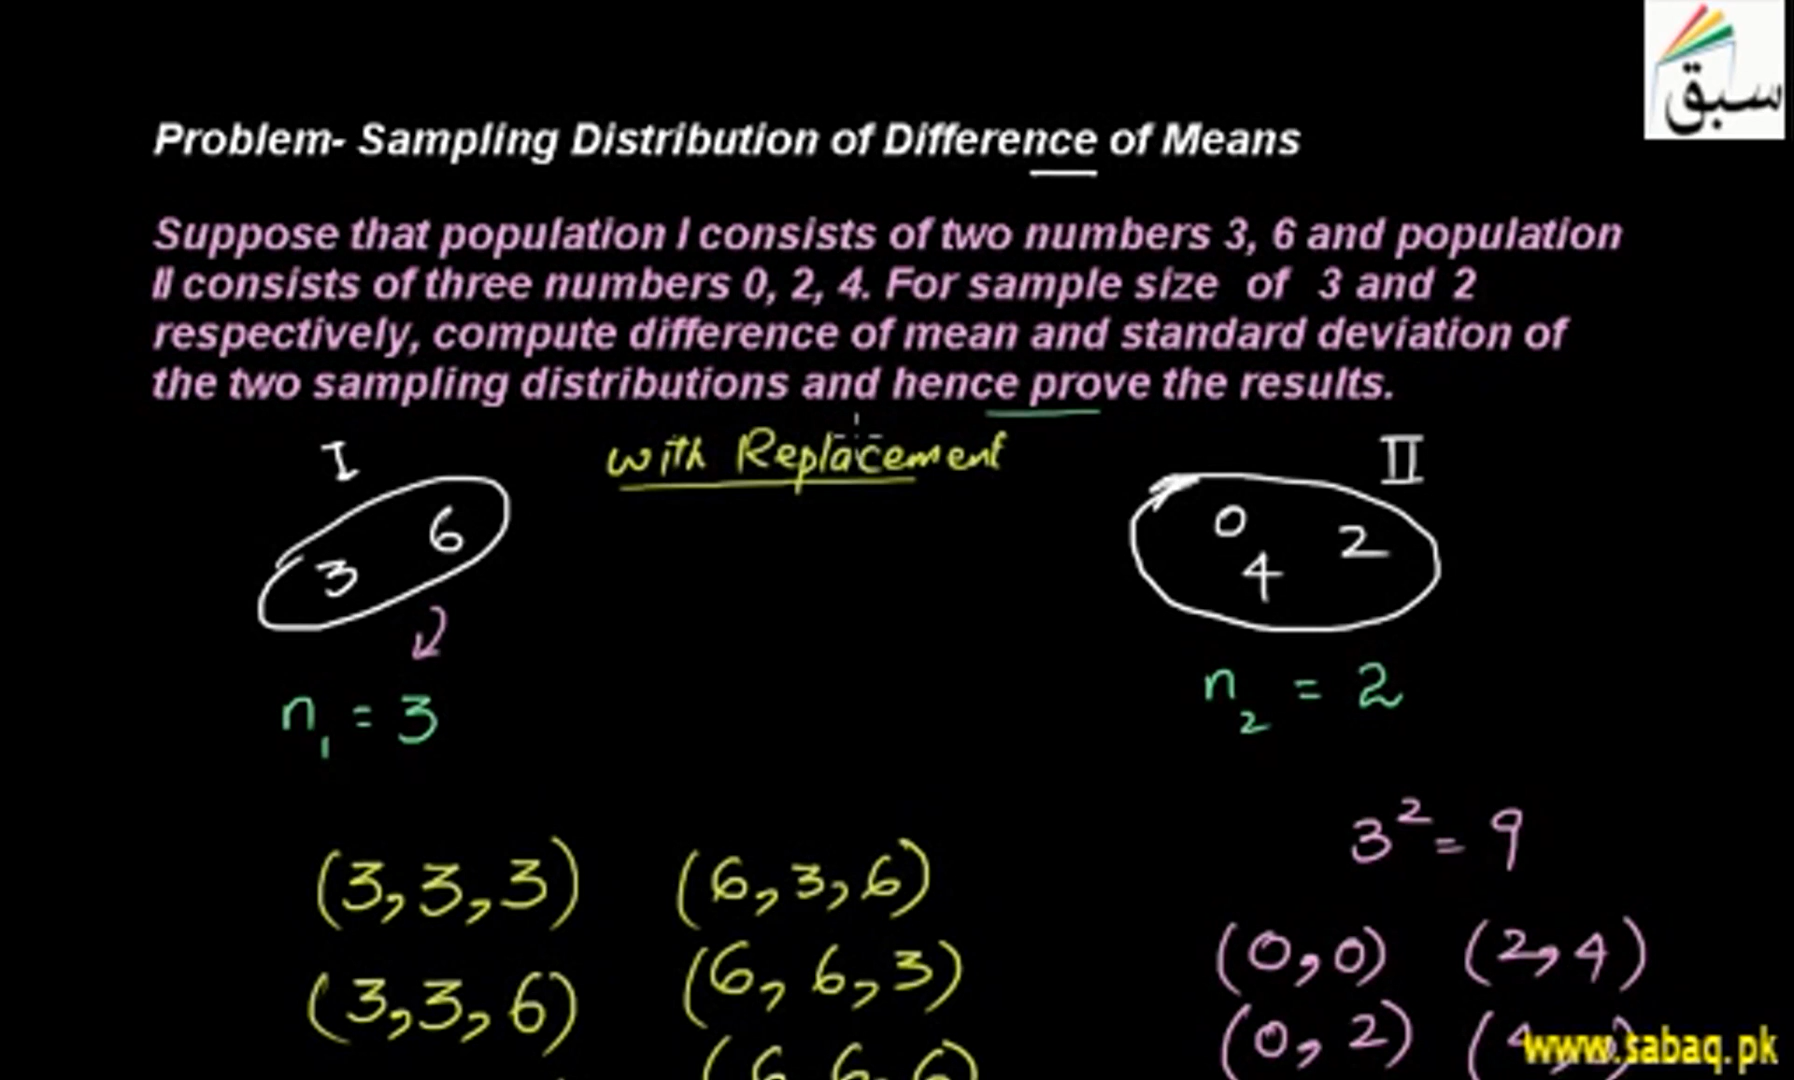 سبق
Problem- Sampling Distribution of Difference of Means
Suppose that population I consists of two numbers 3, 6 and population
II consists of three numbers 0, 2, 4. For sample size of 3 and 2
respectively, compute difference of mean and standard deviation of
the two sampling distributions and hence prove the results.
I
with Replacement
II
3 6
0 2
4
n₁ = 3
n₂ = 2
3² = 9
(3,3,3) (6,3,6)
(3,3,6) (6,6,3)
(6,6,6)
(0,0) (2,4)
(0,2) (4,
www.sabaq.pk